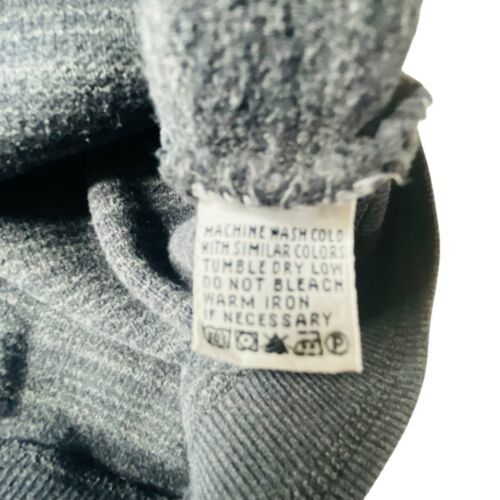 MACHINE WASH COLD
WITH SIMILAR COLORS
TUMBLE DRY LOW
DO NOT BLEACH
WARM IRON
IF NECESSARY
P